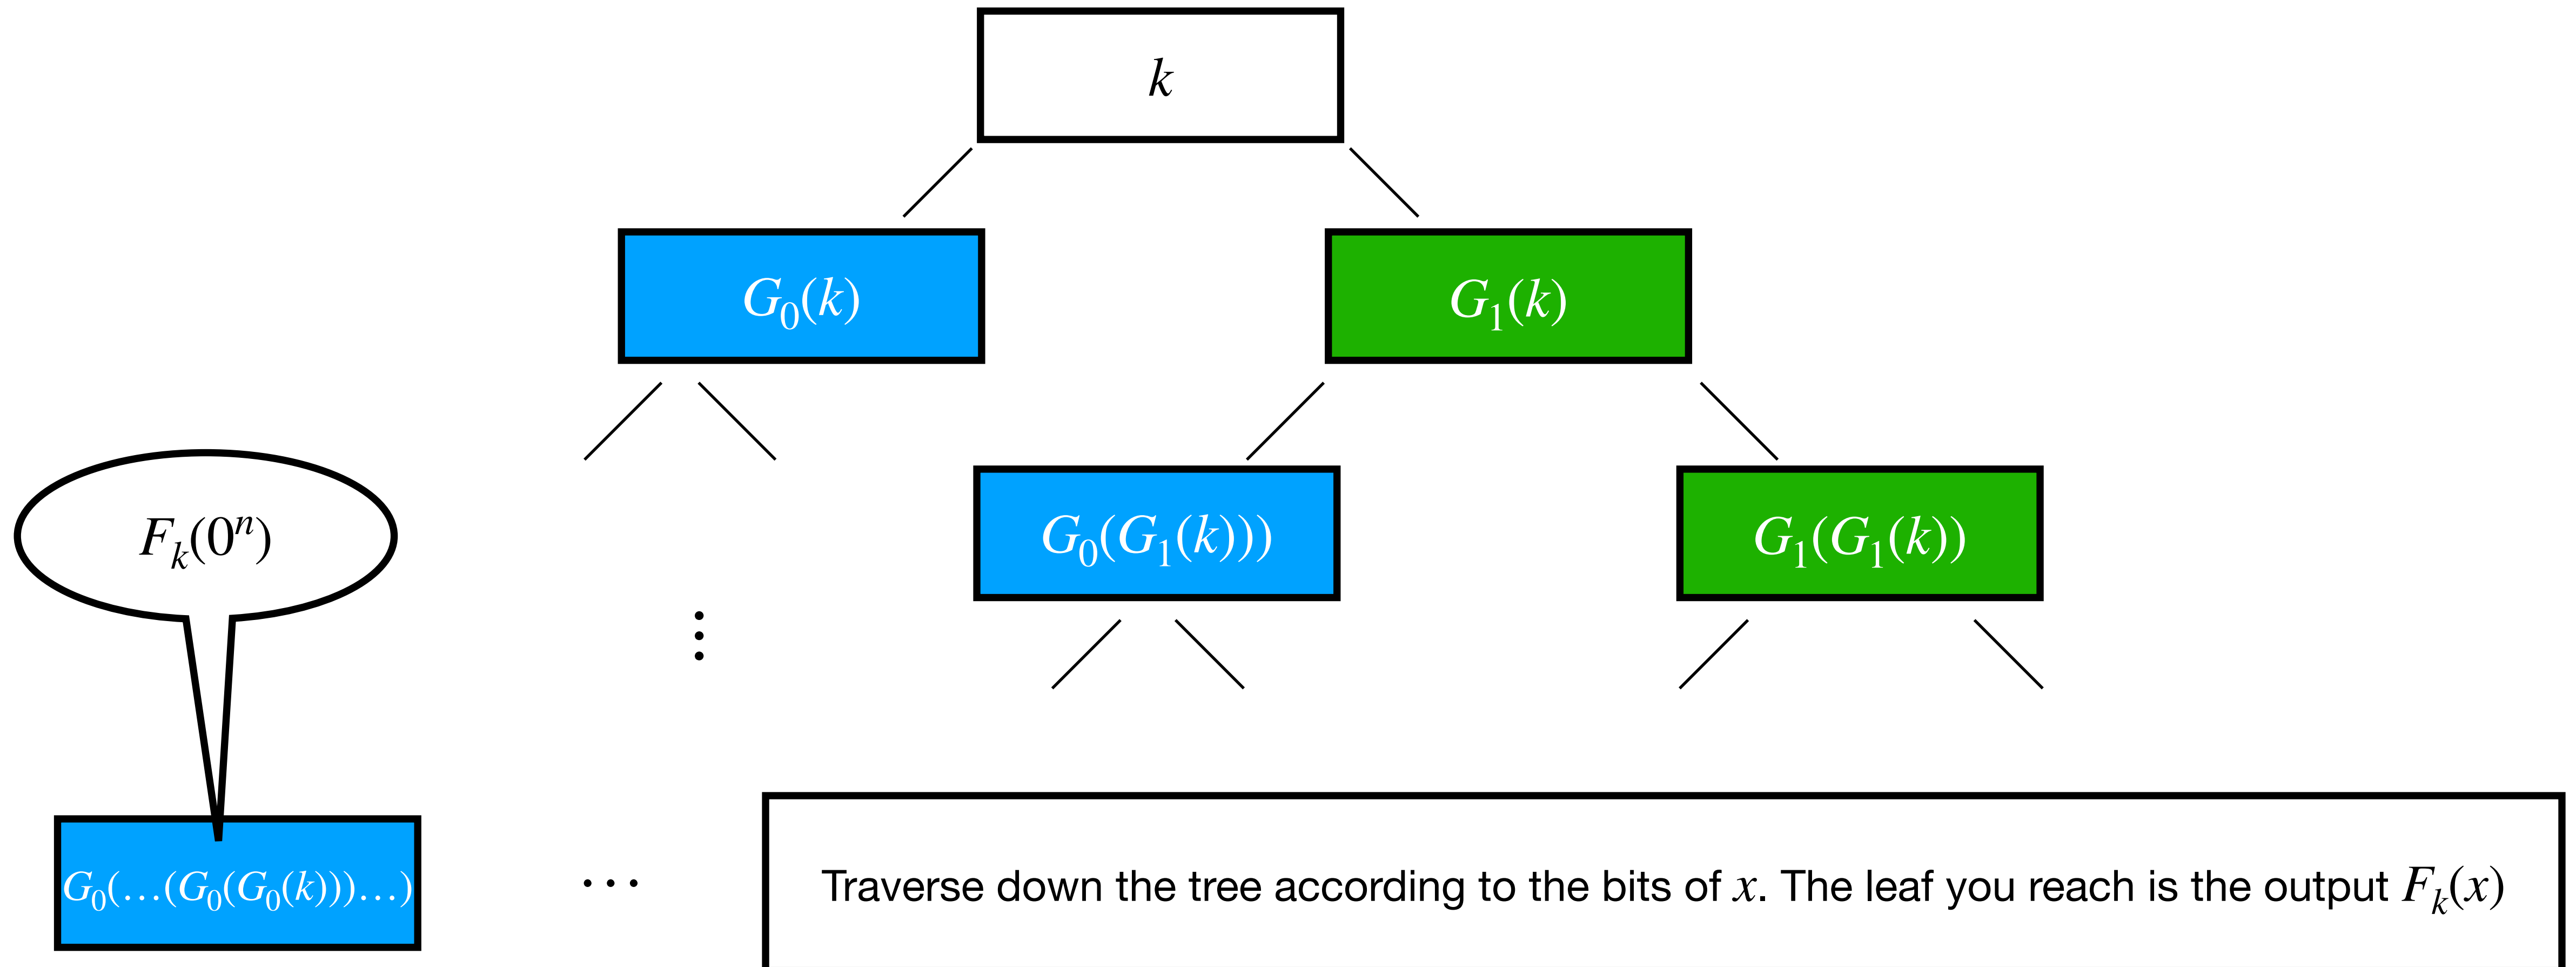 k
G₀(k)
G₁(k)
Fₖ(0ⁿ)
G₀(G₁(k)))
G₁(G₁(k))
G₀(…(G₀(G₀(k)))…)
Traverse down the tree according to the bits of x. The leaf you reach is the output Fₖ(x)